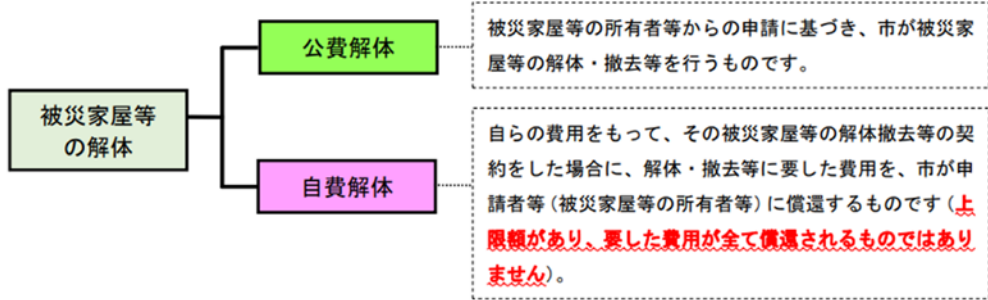 公費解体
被災家屋等の所有者等からの申請に基づき、市が被災家
屋等の解体・撤去等を行うものです。
被災家屋等
の解体
自費解体
自らの費用をもって、その被災家屋等の解体撤去等の契
約をした場合に、解体・撤去等に要した費用を、市が申
請者等（被災家屋等の所有者等）に償還するものです（上
限額があり、要した費用が全て償還されるものではあり
ません）。